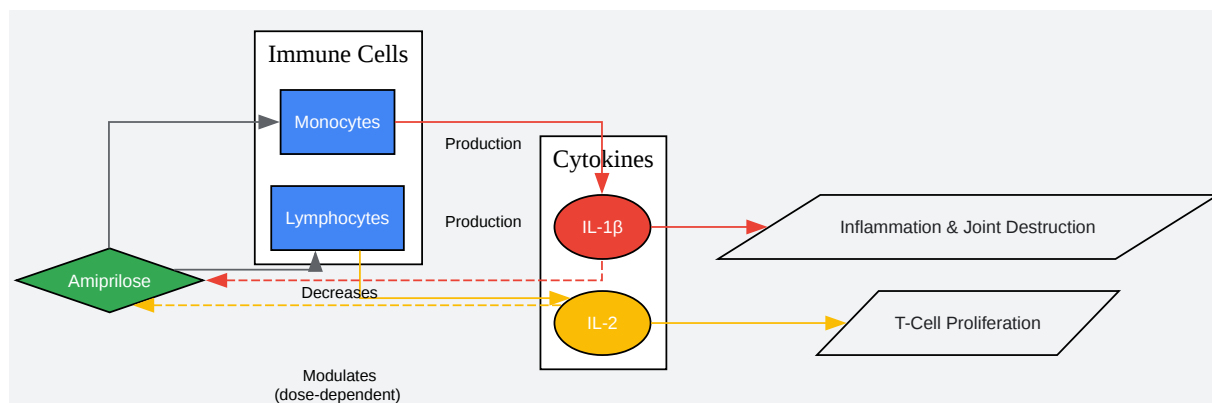 Immune Cells
Monocytes
Production
Cytokines
Lymphocytes
Production
IL-1β
Inflammation & Joint Destruction
Amiprilose
Decreases
IL-2
T-Cell Proliferation
Modulates
(dose-dependent)